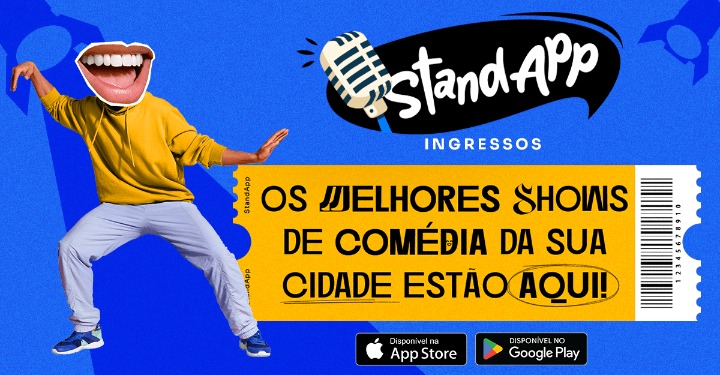 StandApp
INGRESSOS
StandApp
OS MELHORES SHOWS
DE COMÉDIA DA SUA
CIDADE ESTÃO AQUI!
StandApp
12345678910
Disponível na
App Store
DISPONÍVEL NO
Google Play